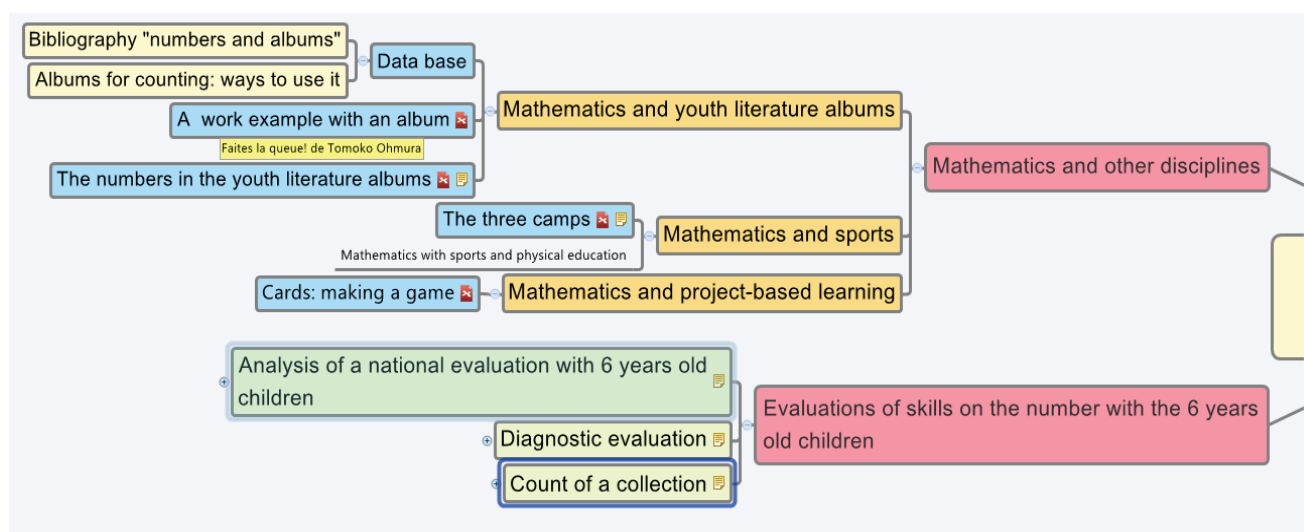 Bibliography "numbers and albums"
Albums for counting: ways to use it
Data base
A work example with an album
Faites la queue! de Tomoko Ohmura
The numbers in the youth literature albums
Mathematics and youth literature albums
The three camps
Mathematics with sports and physical education
Mathematics and sports
Cards: making a game
Mathematics and project-based learning
Mathematics and other disciplines
Analysis of a national evaluation with 6 years old
children
Diagnostic evaluation
Count of a collection
Evaluations of skills on the number with the 6 years
old children